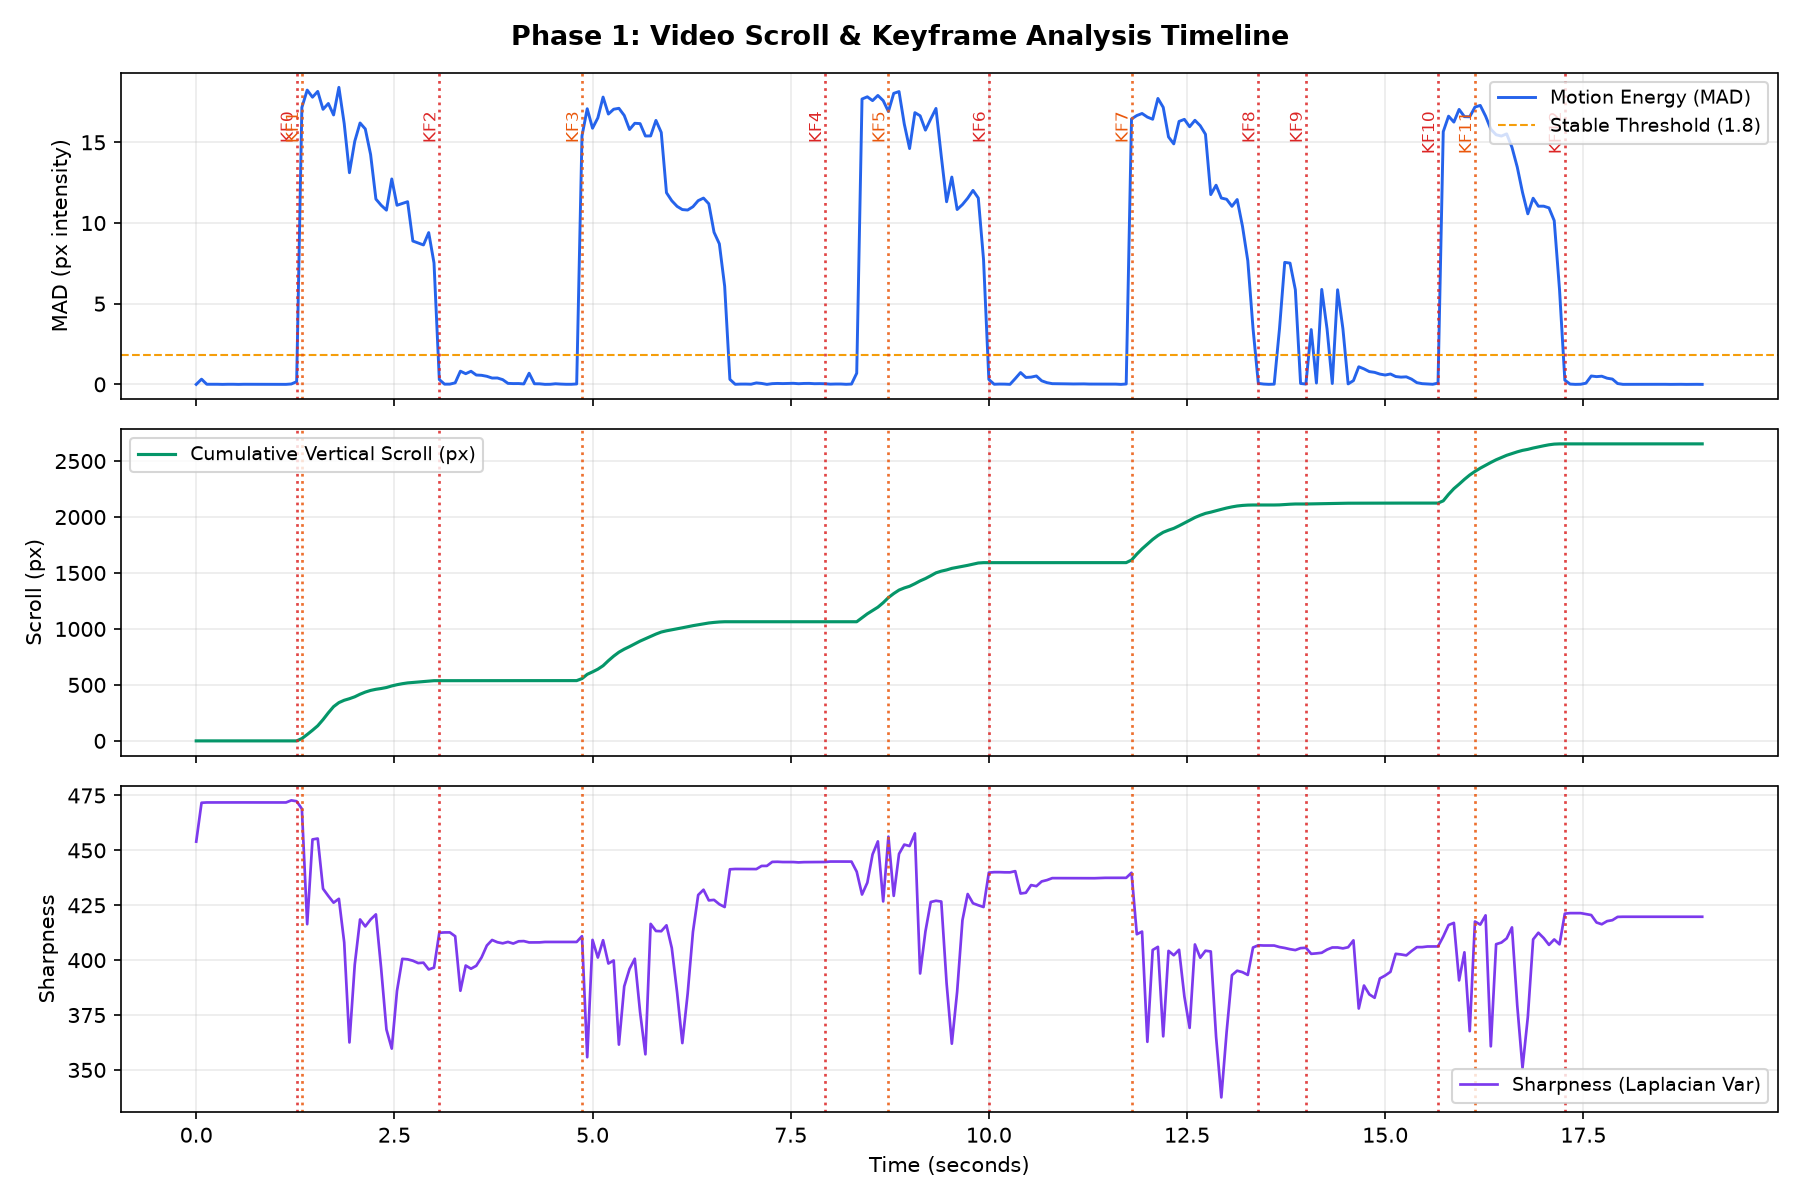 Phase 1: Video Scroll & Keyframe Analysis Timeline
MAD (px intensity)
15
10
5
0
KF0
KF2
KF3
KF4
KF5
KF6
KF7
KF8
KF9
KF10
KF11
Motion Energy (MAD)
Stable Threshold (1.8)
Scroll (px)
2500
2000
1500
1000
500
0
Cumulative Vertical Scroll (px)
Sharpness
475
450
425
400
375
350
Sharpness (Laplacian Var)
0.0 2.5 5.0 7.5 10.0 12.5 15.0 17.5
Time (seconds)